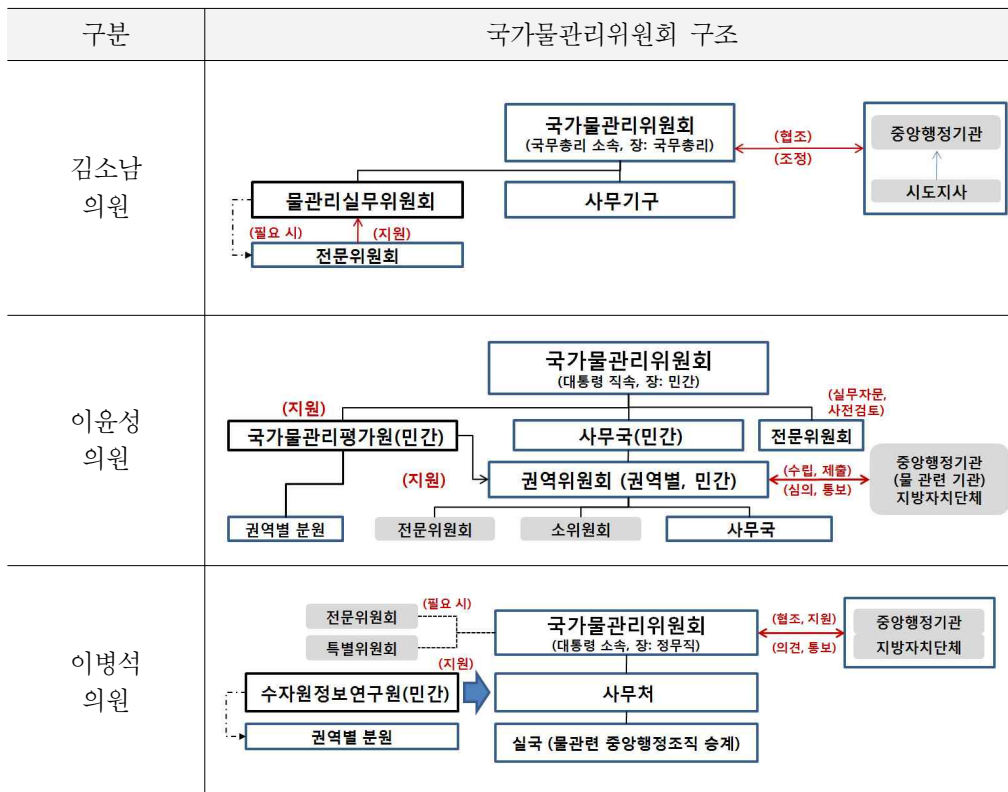 구분
국가물관리위원회 구조
김소남
의원
국가물관리위원회
(국무총리 소속, 장: 국무총리)
(협조)
(조정)
중앙행정기관
시도지사
물관리실무위원회
사무기구
(필요 시)
(지원)
전문위원회
이윤성
의원
국가물관리위원회
(대통령 직속, 장: 민간)
(지원)
(실무자문,
사전검토)
국가물관리평가원(민간)
사무국(민간)
전문위원회
(지원)
권역위원회 (권역별, 민간)
(수립, 제출)
(심의, 통보)
중앙행정기관
(물 관련 기관)
지방자치단체
권역별 분원
전문위원회
소위원회
사무국
이병석
의원
전문위원회
특별위원회
(필요 시)
국가물관리위원회
(대통령 소속, 장: 정무직)
(협조, 지원)
(의견, 통보)
중앙행정기관
지방자치단체
(지원)
수자원정보연구원(민간)
사무처
권역별 분원
실국 (물관련 중앙행정조직 승계)